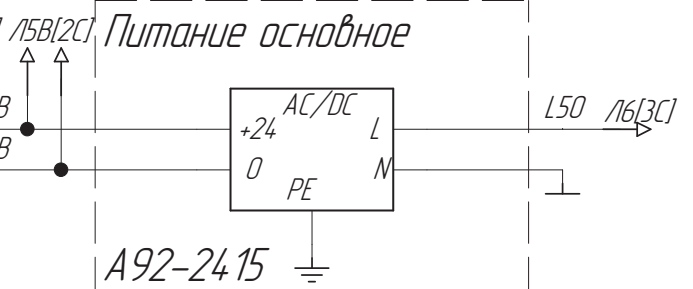 Л5В[2С] Питание основное
В AC/DC L50 Л6[3С]
+24 L
В 0 N
PE
А92-2415